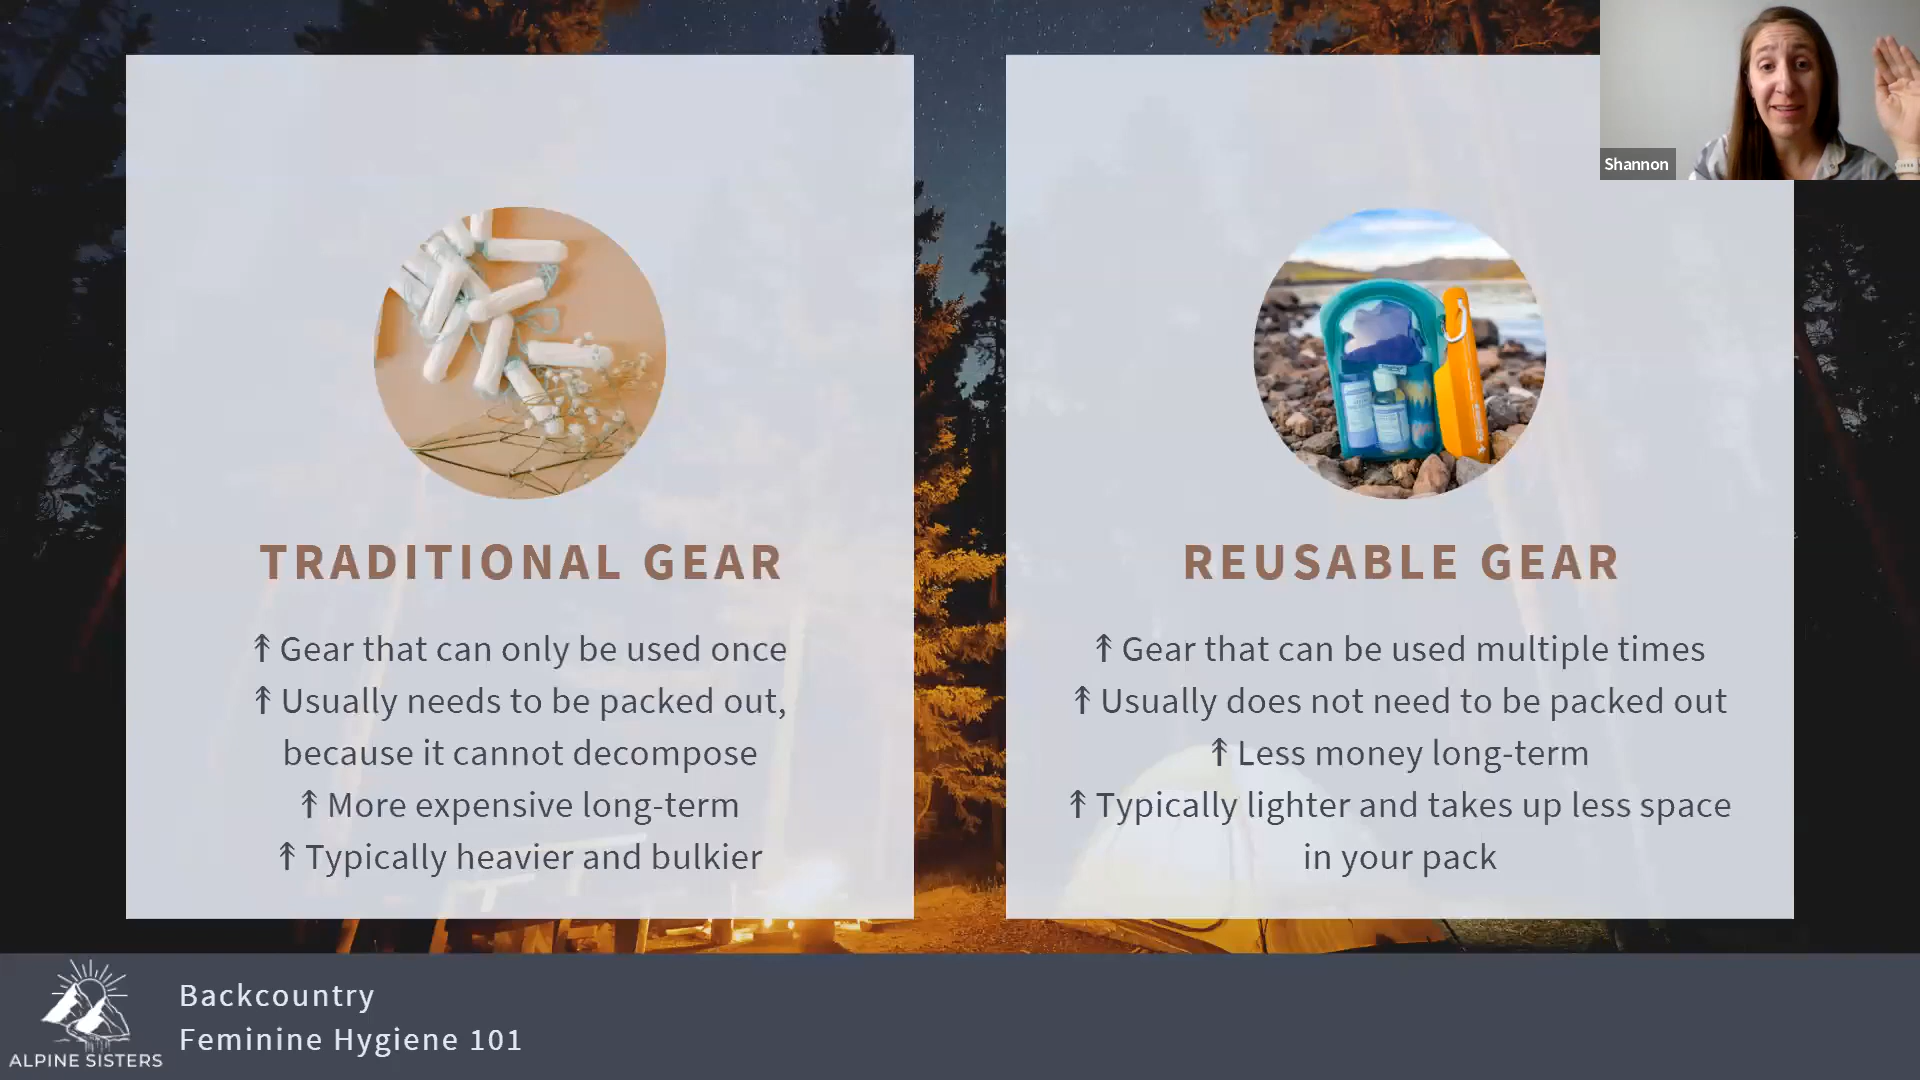 Shannon
TRADITIONAL GEAR
↟ Gear that can only be used once
↟ Usually needs to be packed out,
because it cannot decompose
↟ More expensive long-term
↟ Typically heavier and bulkier
REUSABLE GEAR
↟ Gear that can be used multiple times
↟ Usually does not need to be packed out
↟ Less money long-term
↟ Typically lighter and takes up less space
in your pack
ALPINE SISTERS
Backcountry
Feminine Hygiene 101